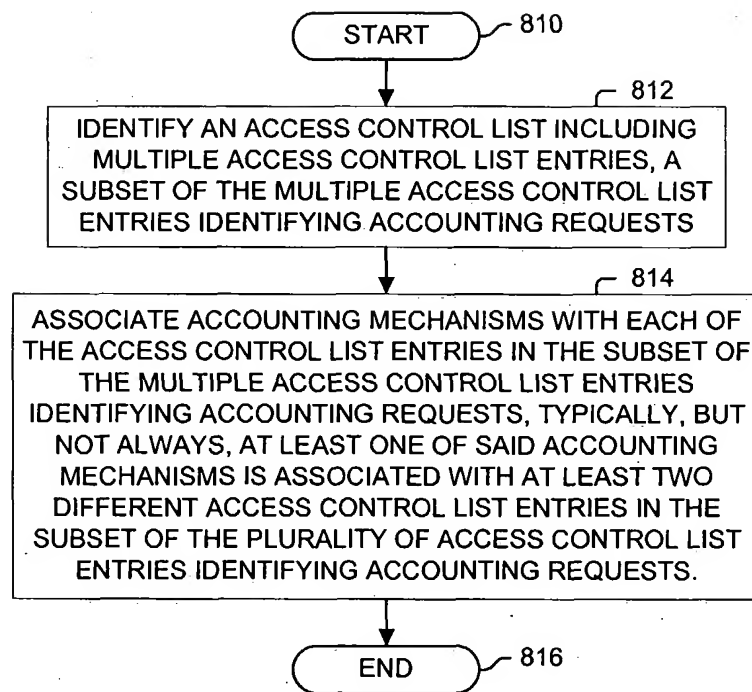 START
810
812
IDENTIFY AN ACCESS CONTROL LIST INCLUDING
MULTIPLE ACCESS CONTROL LIST ENTRIES, A
SUBSET OF THE MULTIPLE ACCESS CONTROL LIST
ENTRIES IDENTIFYING ACCOUNTING REQUESTS
814
ASSOCIATE ACCOUNTING MECHANISMS WITH EACH OF
THE ACCESS CONTROL LIST ENTRIES IN THE SUBSET OF
THE MULTIPLE ACCESS CONTROL LIST ENTRIES
IDENTIFYING ACCOUNTING REQUESTS, TYPICALLY, BUT
NOT ALWAYS, AT LEAST ONE OF SAID ACCOUNTING
MECHANISMS IS ASSOCIATED WITH AT LEAST TWO
DIFFERENT ACCESS CONTROL LIST ENTRIES IN THE
SUBSET OF THE PLURALITY OF ACCESS CONTROL LIST
ENTRIES IDENTIFYING ACCOUNTING REQUESTS.
END
816